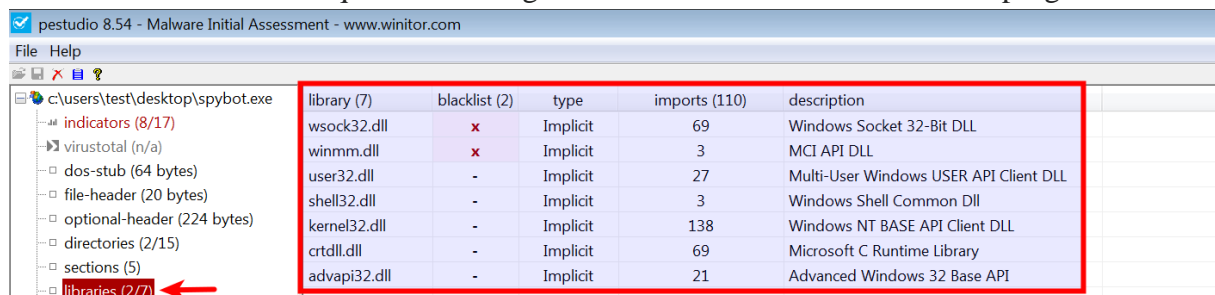 pestudio 8.54 - Malware Initial Assessment - www.winitor.com
File Help
c:\users\test\desktop\spybot.exe
indicators (8/17)
virustotal (n/a)
dos-stub (64 bytes)
file-header (20 bytes)
optional-header (224 bytes)
directories (2/15)
sections (5)
libraries (2/7)
library (7) blacklist (2) type imports (110) description
wsock32.dll x Implicit 69 Windows Socket 32-Bit DLL
winmm.dll x Implicit 3 MCI API DLL
user32.dll - Implicit 27 Multi-User Windows USER API Client DLL
shell32.dll - Implicit 3 Windows Shell Common Dll
kernel32.dll - Implicit 138 Windows NT BASE API Client DLL
crtdll.dll - Implicit 69 Microsoft C Runtime Library
advapi32.dll - Implicit 21 Advanced Windows 32 Base API